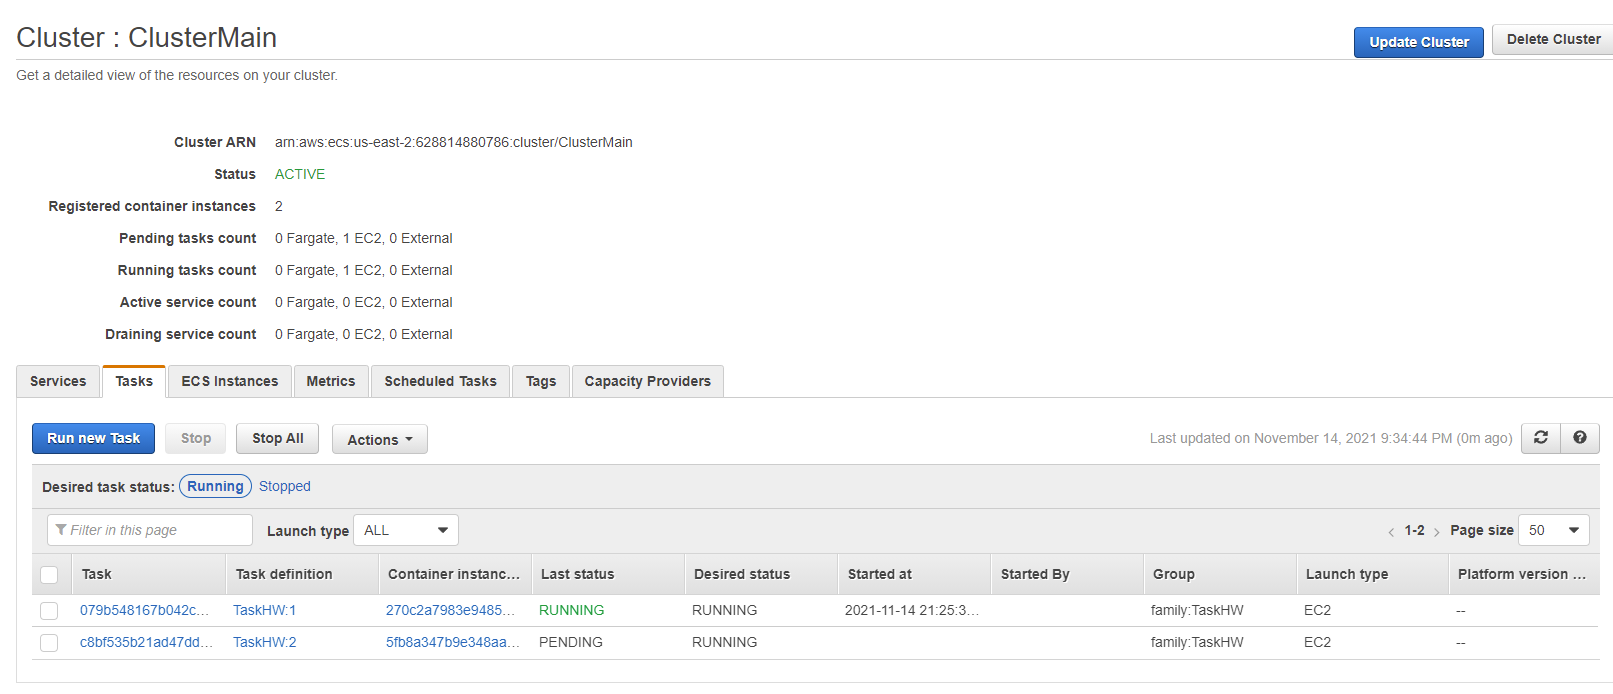 Cluster : ClusterMain
Update Cluster
Delete Cluster
Get a detailed view of the resources on your cluster.
Cluster ARN arn:aws:ecs:us-east-2:628814880786:cluster/ClusterMain
Status ACTIVE
Registered container instances 2
Pending tasks count 0 Fargate, 1 EC2, 0 External
Running tasks count 0 Fargate, 1 EC2, 0 External
Active service count 0 Fargate, 0 EC2, 0 External
Draining service count 0 Fargate, 0 EC2, 0 External
Services Tasks ECS Instances Metrics Scheduled Tasks Tags Capacity Providers
Run new Task Stop Stop All Actions Last updated on November 14, 2021 9:34:44 PM (0m ago)
Desired task status: Running Stopped
Filter in this page Launch type ALL < 1-2 > Page size 50
Task Task definition Container instanc... Last status Desired status Started at Started By Group Launch type Platform version ...
079b548167b042c... TaskHW:1 270c2a7983e9485... RUNNING RUNNING 2021-11-14 21:25:3... family:TaskHW EC2 --
c8bf535b21ad47dd... TaskHW:2 5fb8a347b9e348aa... PENDING RUNNING family:TaskHW EC2 --